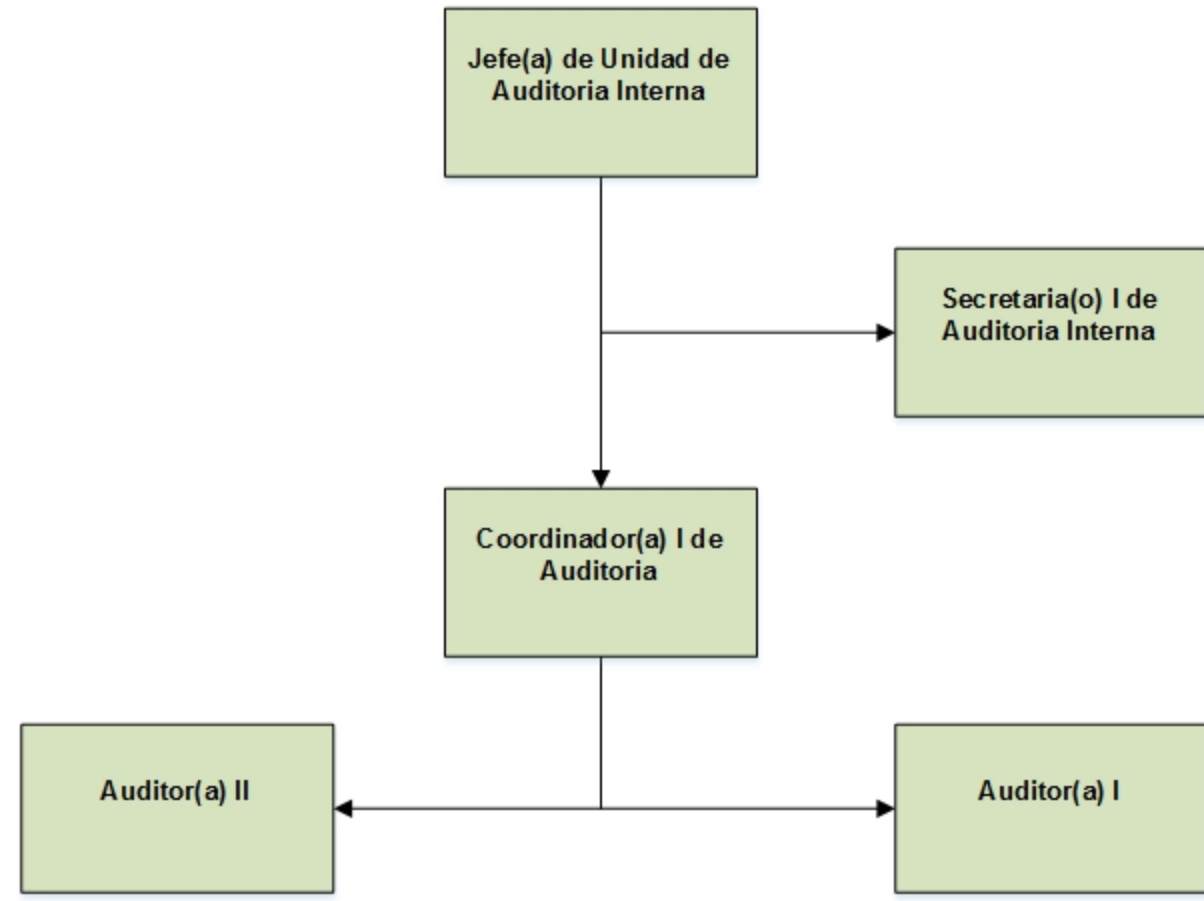 Jefe(a) de Unidad de
Auditoria Interna
Secretaria(o) I de
Auditoria Interna
Coordinador(a) I de
Auditoria
Auditor(a) II
Auditor(a) I